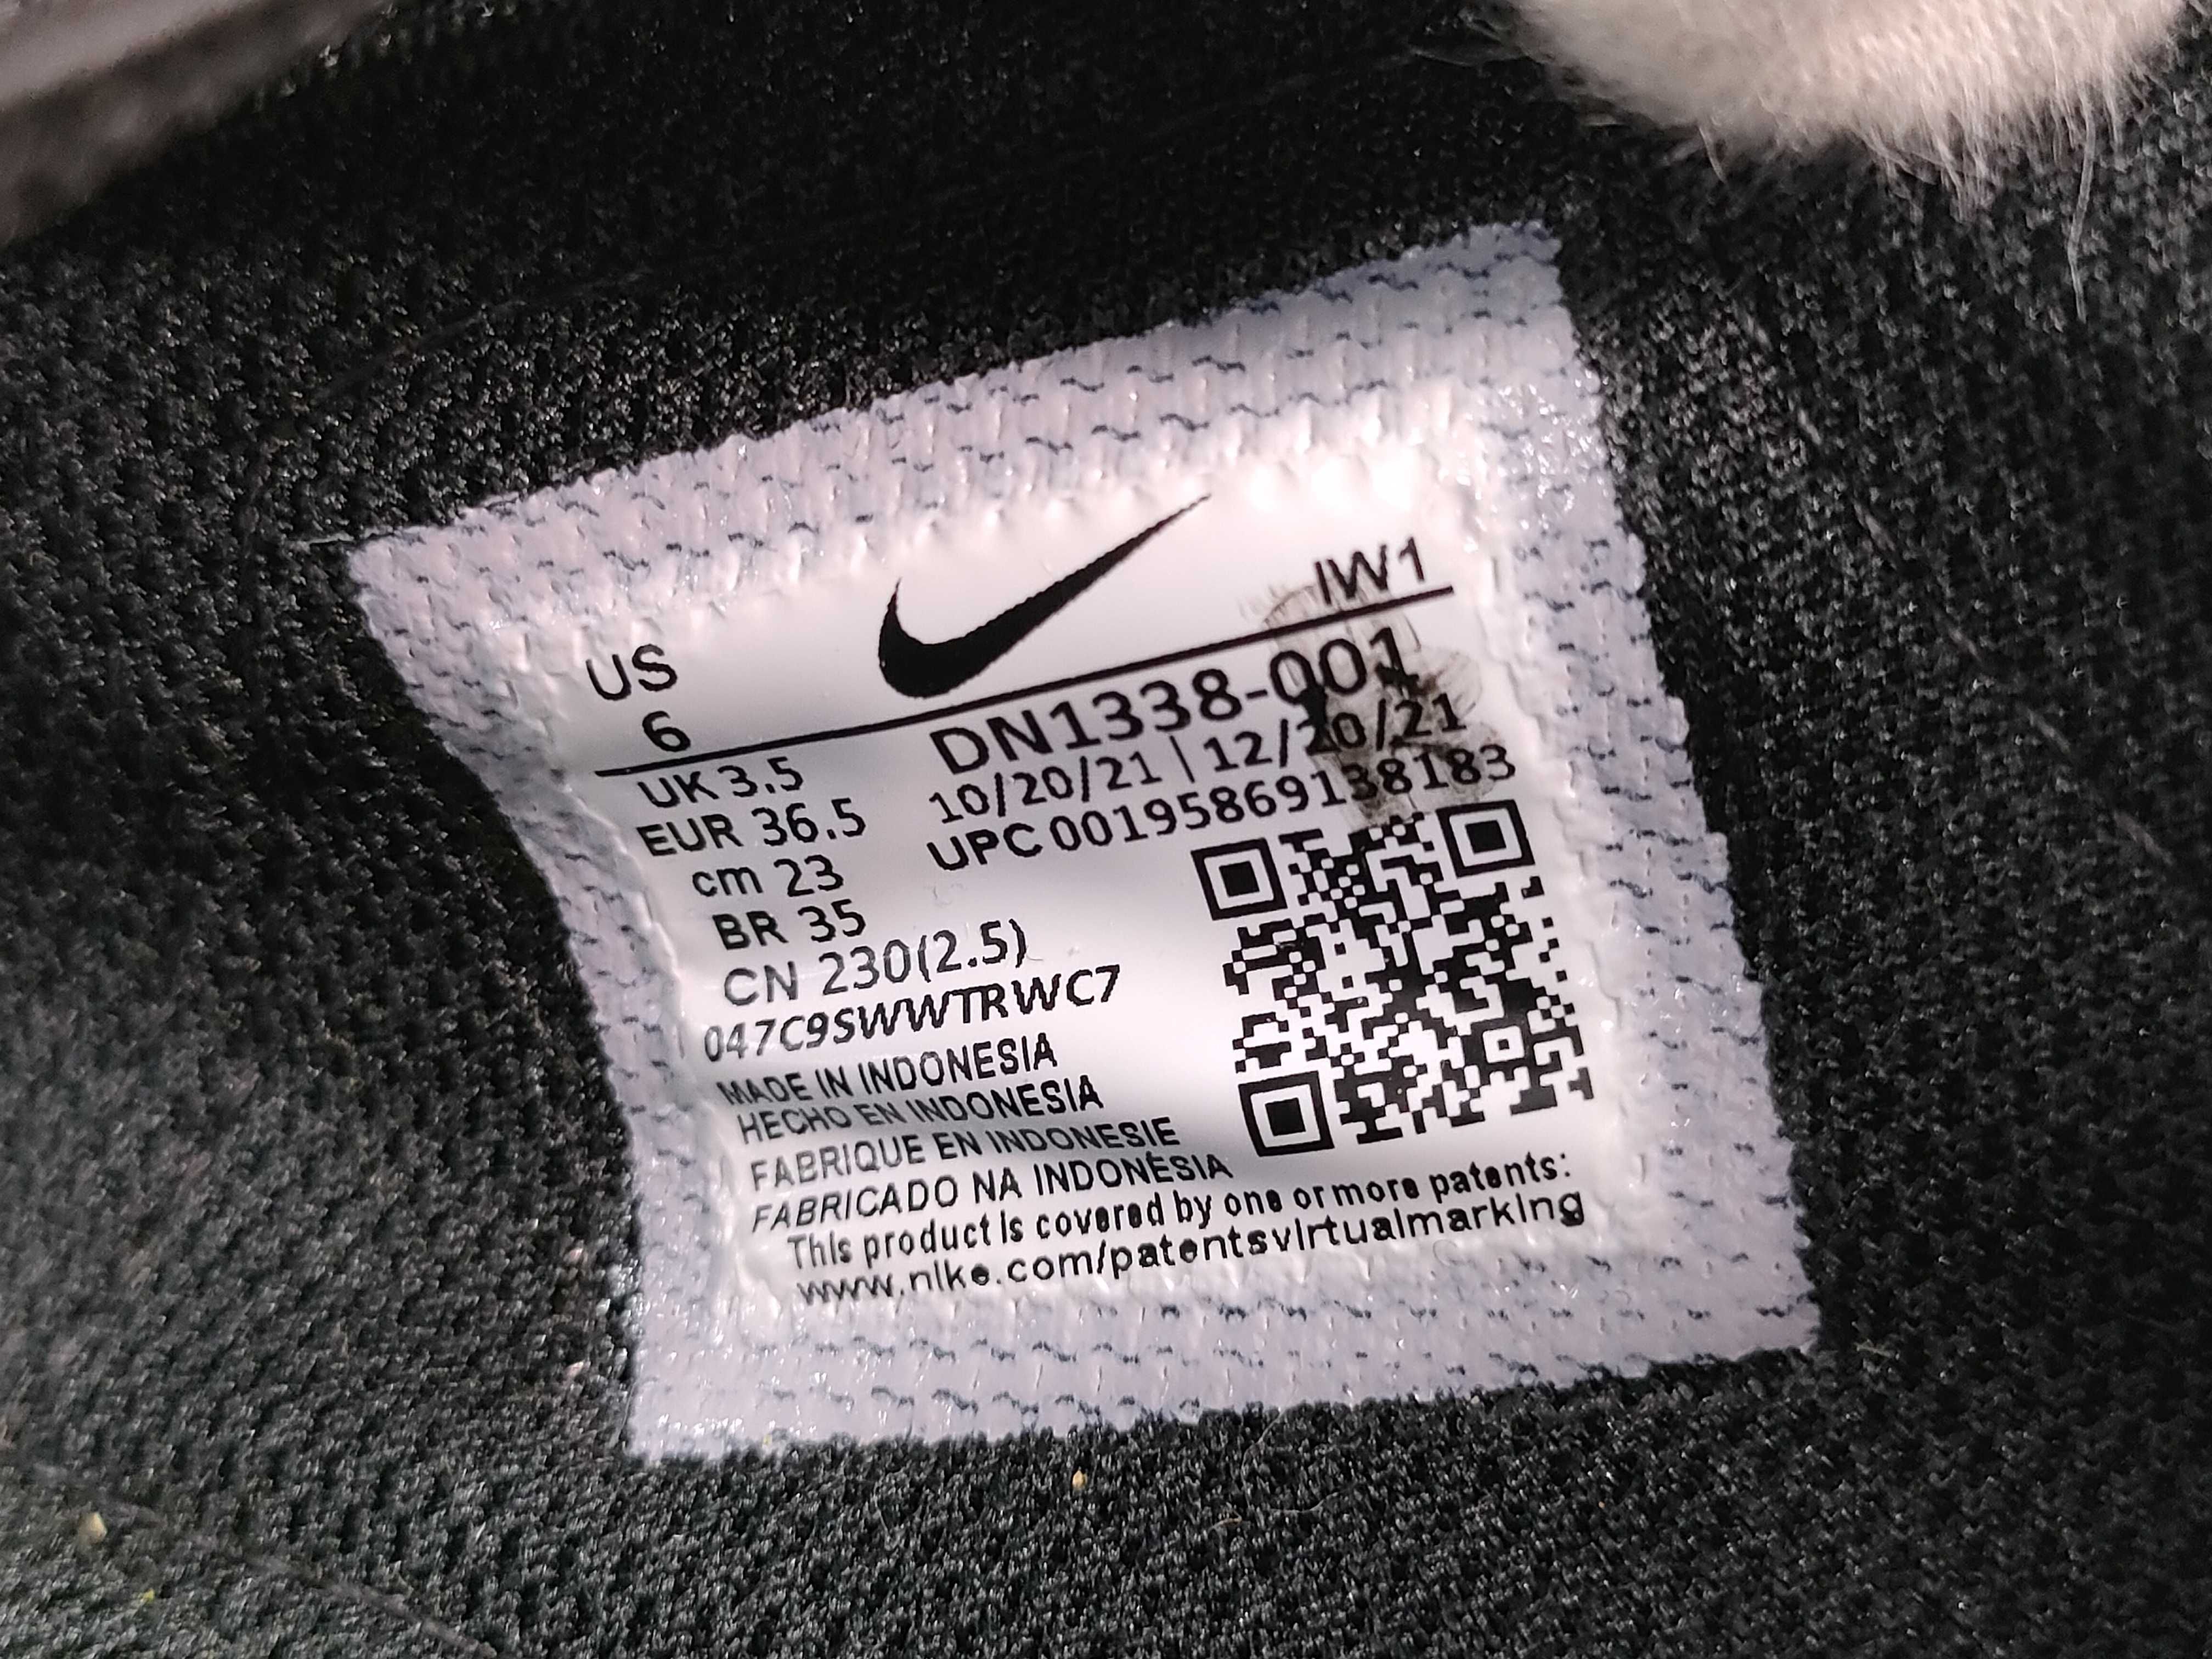 US
6
IW1
UK 3.5
EUR 36.5
cm 23
BR 35
CN 230(2.5)
DN1338-001
10/20/21 | 12/20/21
UPC 00195869138183
047C9SWWTRWC7
MADE IN INDONESIA
HECHO EN INDONESIA
FABRIQUE EN INDONESIE
FABRICADO NA INDONÉSIA
This product is covered by one or more patents:
www.nike.com/patentsvirtualmarking